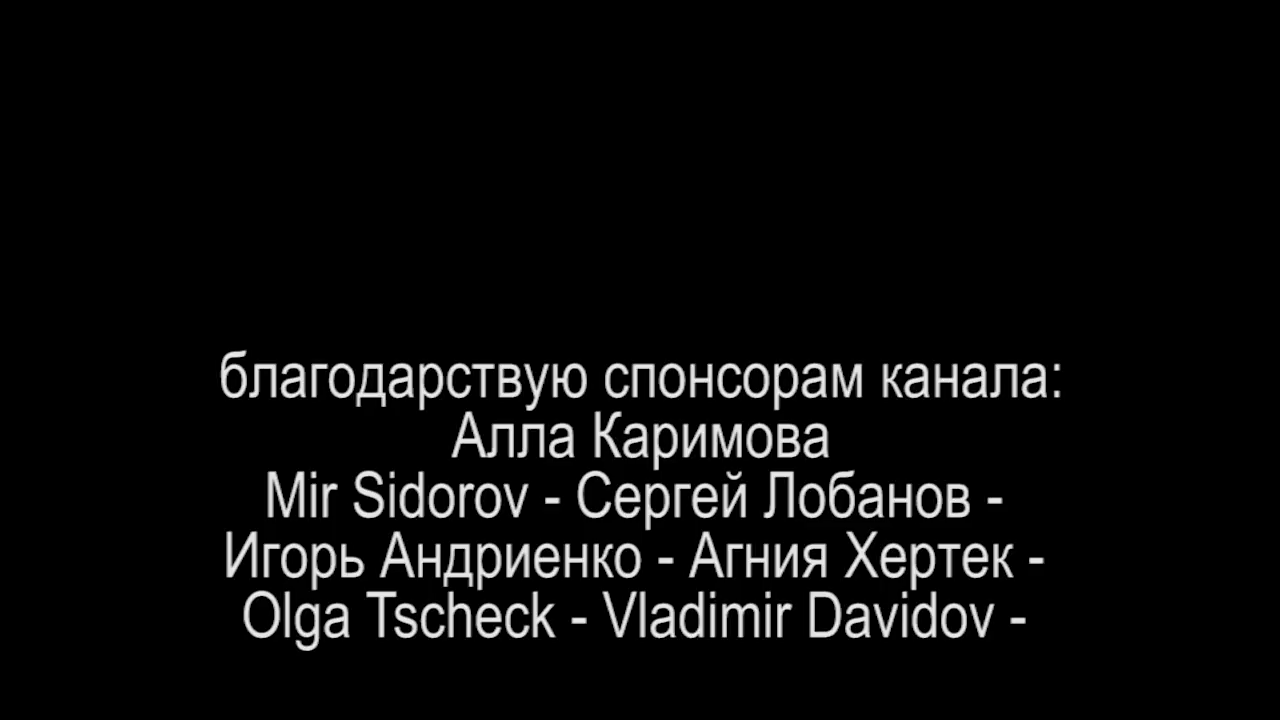 благодарствую спонсорам канала:
Алла Каримова
Mir Sidorov - Сергей Лобанов -
Игорь Андриенко - Агния Хертек -
Olga Tscheck - Vladimir Davidov -